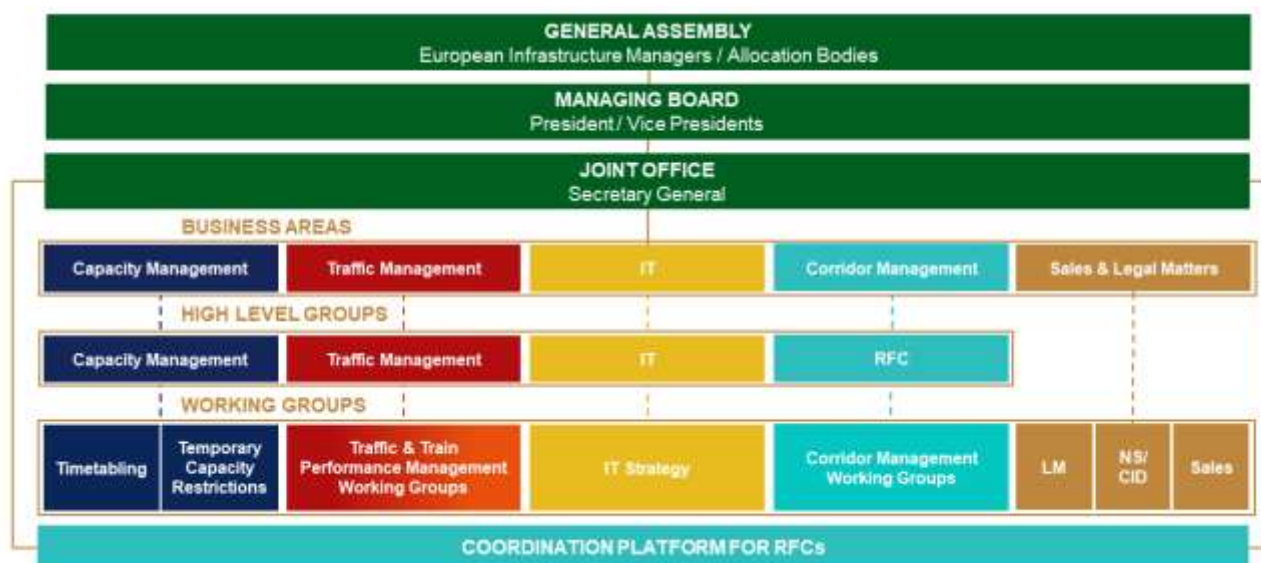 GENERAL ASSEMBLY
European Infrastructure Managers / Allocation Bodies
MANAGING BOARD
President / Vice Presidents
JOINT OFFICE
Secretary General
BUSINESS AREAS
Capacity Management
Traffic Management
IT
Corridor Management
Sales & Legal Matters
HIGH LEVEL GROUPS
Capacity Management
Traffic Management
IT
RFC
WORKING GROUPS
Timetabling
Temporary
Capacity
Restrictions
Traffic & Train
Performance Management
Working Groups
IT Strategy
Corridor Management
Working Groups
LM
NS/
CID
Sales
COORDINATION PLATFORM FOR RFCs